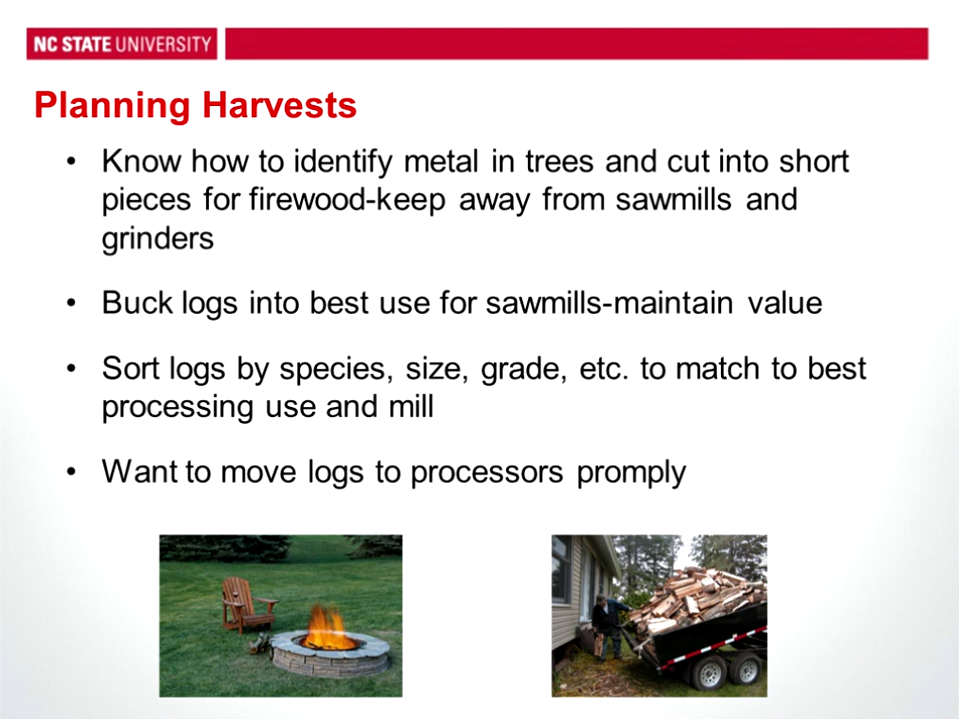 NC STATE UNIVERSITY
Planning Harvests
• Know how to identify metal in trees and cut into short
pieces for firewood-keep away from sawmills and
grinders
• Buck logs into best use for sawmills-maintain value
• Sort logs by species, size, grade, etc. to match to best
processing use and mill
• Want to move logs to processors promply